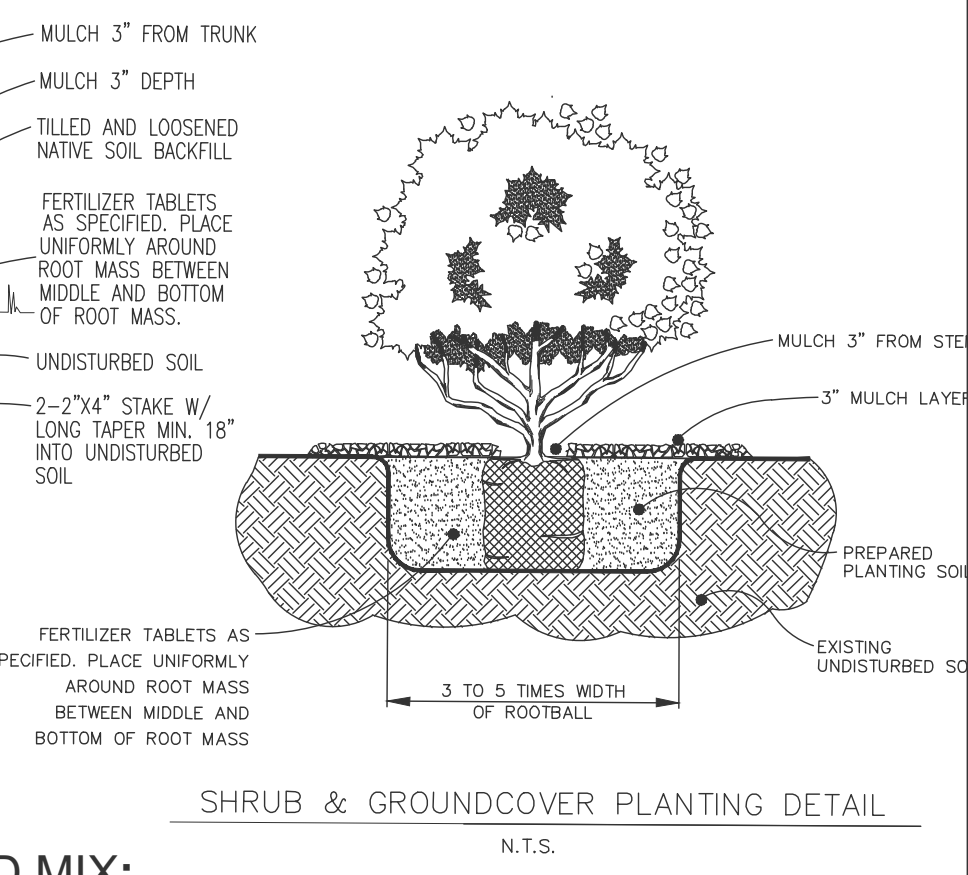 MULCH 3" FROM TRUNK
MULCH 3" DEPTH
TILLED AND LOOSENED
NATIVE SOIL BACKFILL
FERTILIZER TABLETS
AS SPECIFIED. PLACE
UNIFORMLY AROUND
ROOT MASS BETWEEN
MIDDLE AND BOTTOM
OF ROOT MASS.
UNDISTURBED SOIL
2-2"X4" STAKE W/
LONG TAPER MIN. 18"
INTO UNDISTURBED
SOIL
MULCH 3" FROM STE
3" MULCH LAYER
PREPARED
PLANTING SOIL
EXISTING
UNDISTURBED SO
FERTILIZER TABLETS AS
PECIFIED. PLACE UNIFORMLY
AROUND ROOT MASS
BETWEEN MIDDLE AND
BOTTOM OF ROOT MASS
3 TO 5 TIMES WIDTH
OF ROOTBALL
SHRUB & GROUNDCOVER PLANTING DETAIL
N.T.S.
D MIX: